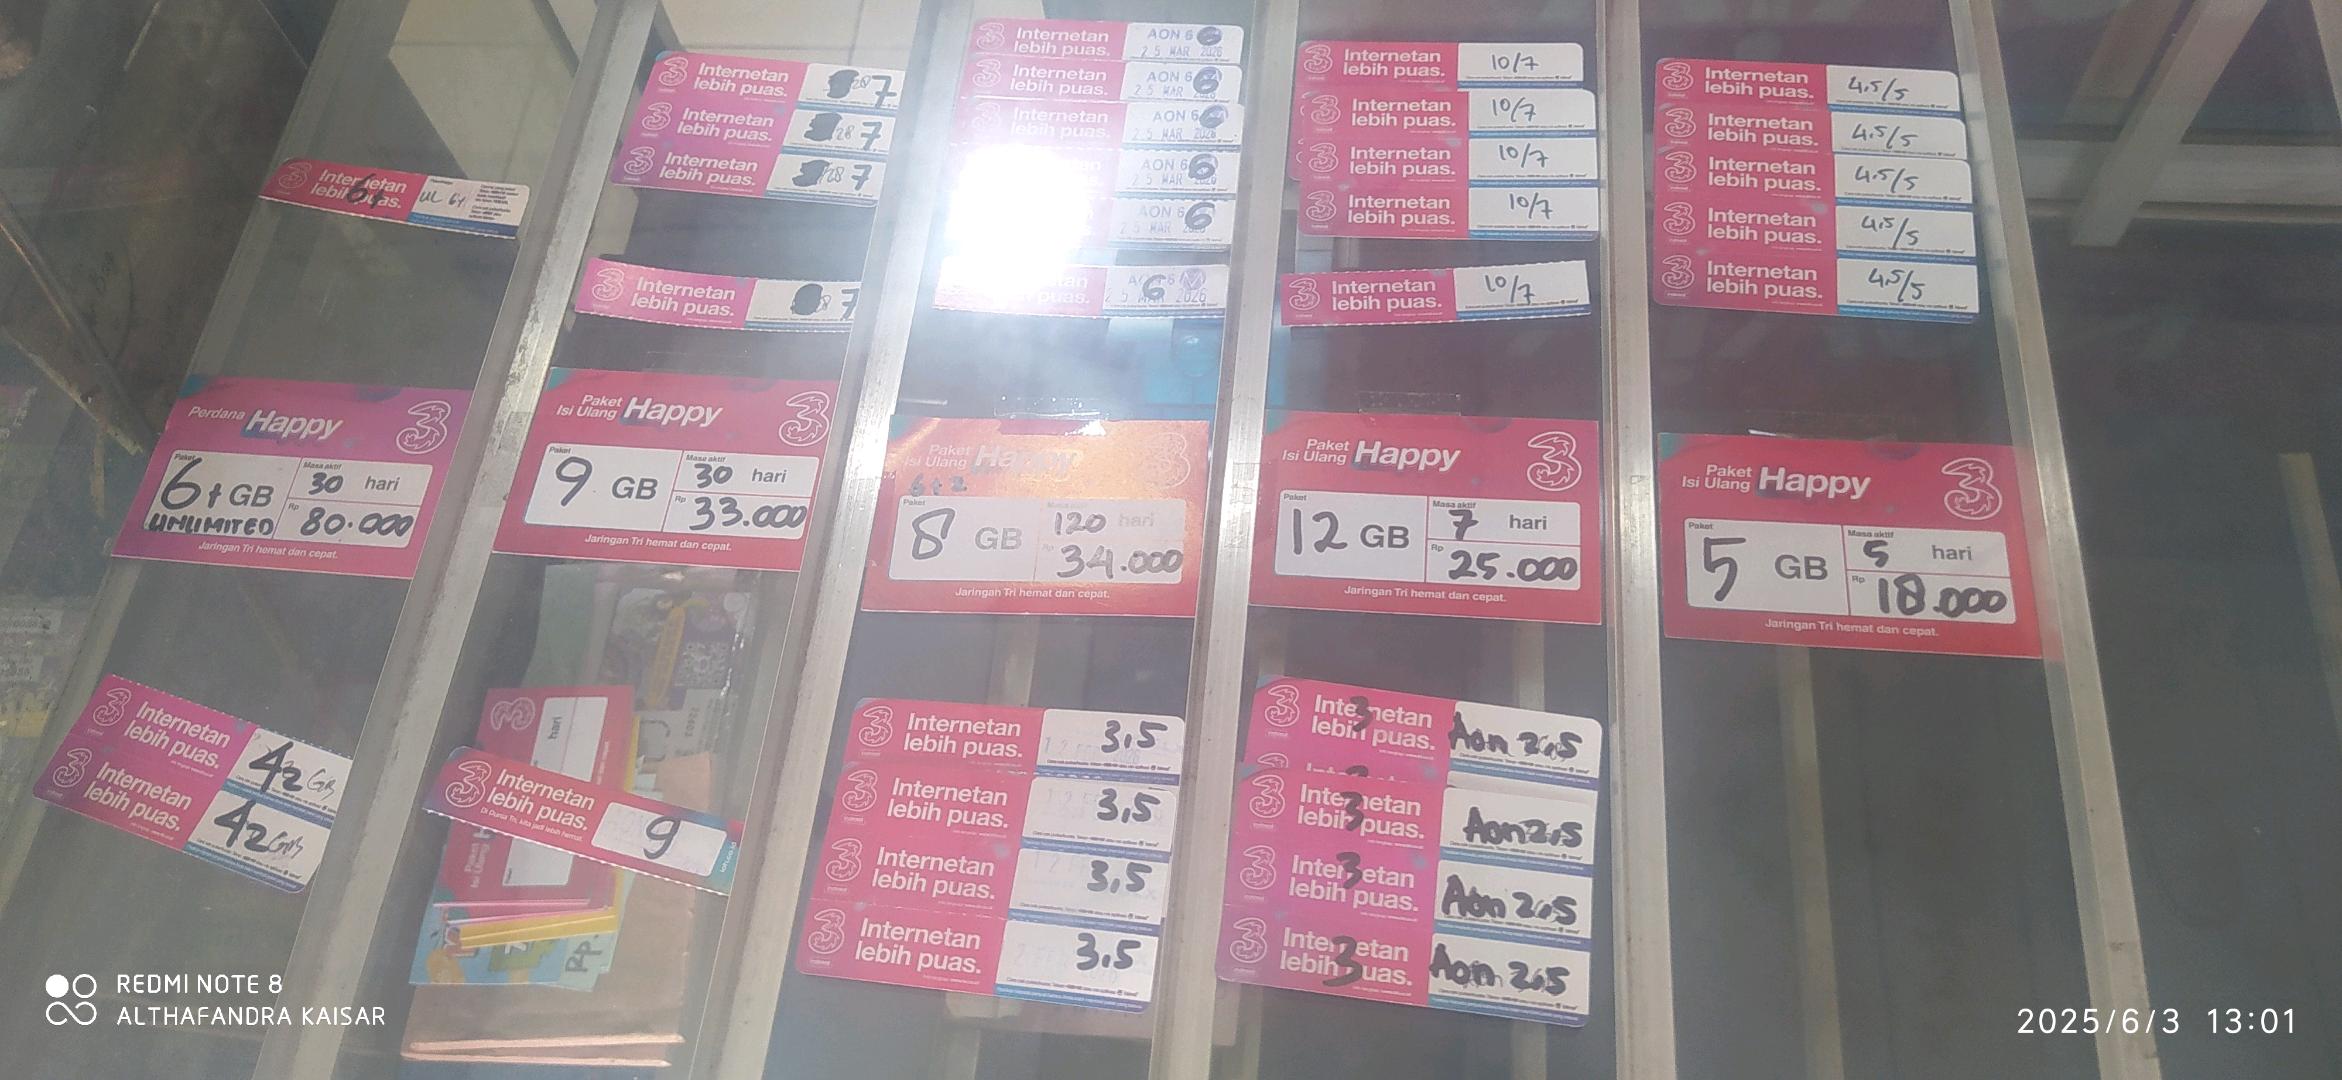 Internetan
lebih puas.
UL 6+
Internetan
lebih puas.
28 7
Internetan
lebih puas.
28 7
Internetan
lebih puas.
28 7
Internetan
lebih puas.
7
Internetan
lebih puas.
AON 6
25 MAR 2026
Internetan
lebih puas.
AON 6
25 MAR
Internetan
lebih puas.
AON 6
25 MAR 2026
AON 6
25 MAR
AON 6
25 MAR
6
2026
Internetan
lebih puas.
10/7
Internetan
lebih puas.
10/7
Internetan
lebih puas.
10/7
Internetan
lebih puas.
10/7
Internetan
lebih puas.
10/7
Internetan
lebih puas.
4.5/5
Internetan
lebih puas.
4.5/5
Internetan
lebih puas.
4.5/5
Internetan
lebih puas.
4.5/5
Internetan
lebih puas.
4.5/5
Perdana Happy 3
Paket
6+ GB
UNLIMITED
Masa aktif
30 hari
Rp 80.000
Jaringan Tri hemat dan cepat.
Paket
Isi Ulang Happy 3
Paket
9 GB
Masa aktif
30 hari
Rp 33.000
Jaringan Tri hemat dan cepat.
Paket
Isi Ulang Happy 3
6+2
Paket
8 GB
Masa aktif
120 hari
Rp 34.000
Jaringan Tri hemat dan cepat.
Paket
Isi Ulang Happy 3
Paket
12 GB
Masa aktif
7 hari
Rp 25.000
Jaringan Tri hemat dan cepat.
Paket
Isi Ulang Happy 3
Paket
5 GB
Masa aktif
5 hari
Rp 18.000
Jaringan Tri hemat dan cepat.
Internetan
lebih puas.
42 GB
Internetan
lebih puas.
42 GB
hari
Internetan
lebih puas.
Di Dunia Tri, kita jadi lebih hemat.
9
Internetan
lebih puas.
3,5
Internetan
lebih puas.
3,5
Internetan
lebih puas.
3,5
Internetan
lebih puas.
3,5
Internetan
lebih puas.
3
Aon 2.5
Internetan
lebih puas.
3
Aon 2.5
Internetan
lebih puas.
3
Aon 2.5
Internetan
lebih puas.
3
Aon 2.5
REDMI NOTE 8
ALTHAFANDRA KAISAR
2025/6/3 13:01